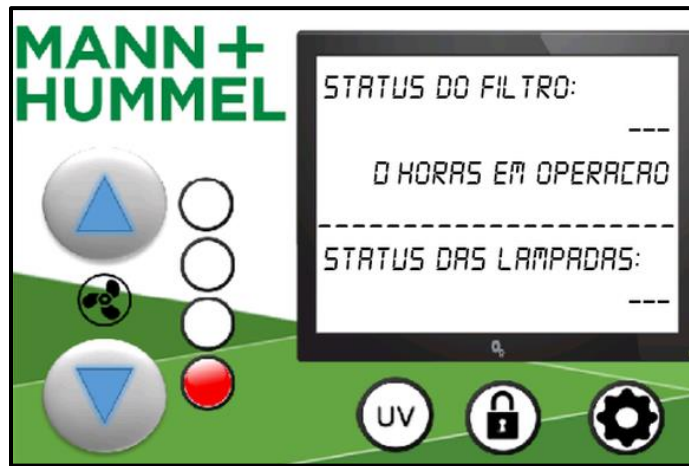 MANN+
HUMMEL
STATUS DO FILTRO:
---
0 HORAS EM OPERACAO
----------------------
STATUS DAS LAMPADAS:
---
UV